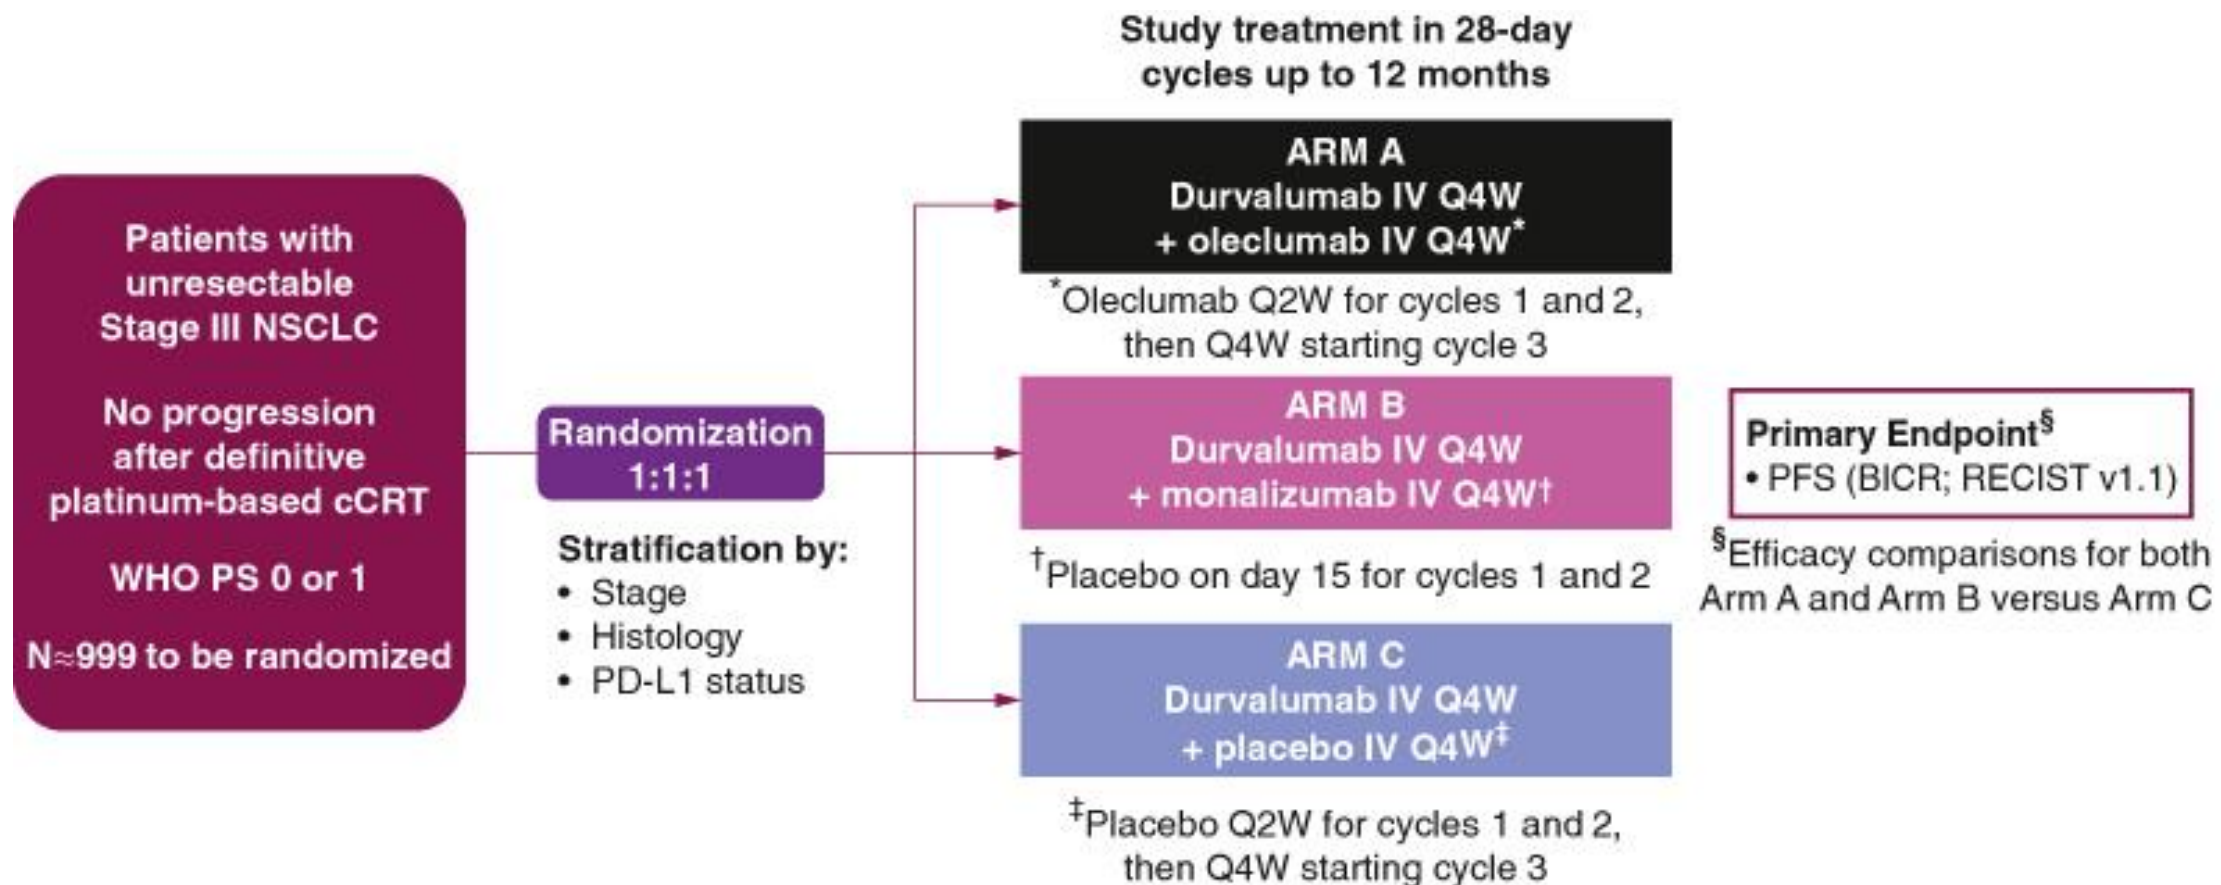 Study treatment in 28-day
cycles up to 12 months
Patients with
unresectable
Stage III NSCLC
No progression
after definitive
platinum-based cCRT
WHO PS 0 or 1
N≈999 to be randomized
Randomization
1:1:1
Stratification by:
• Stage
• Histology
• PD-L1 status
ARM A
Durvalumab IV Q4W
+ oleclumab IV Q4W*
*Oleclumab Q2W for cycles 1 and 2,
then Q4W starting cycle 3
ARM B
Durvalumab IV Q4W
+ monalizumab IV Q4W†
†Placebo on day 15 for cycles 1 and 2
ARM C
Durvalumab IV Q4W
+ placebo IV Q4W‡
‡Placebo Q2W for cycles 1 and 2,
then Q4W starting cycle 3
Primary Endpoint§
• PFS (BICR; RECIST v1.1)
§Efficacy comparisons for both
Arm A and Arm B versus Arm C